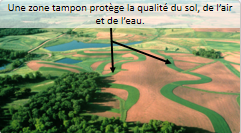 Une zone tampon protège la qualité du sol, de l'air
et de l'eau.